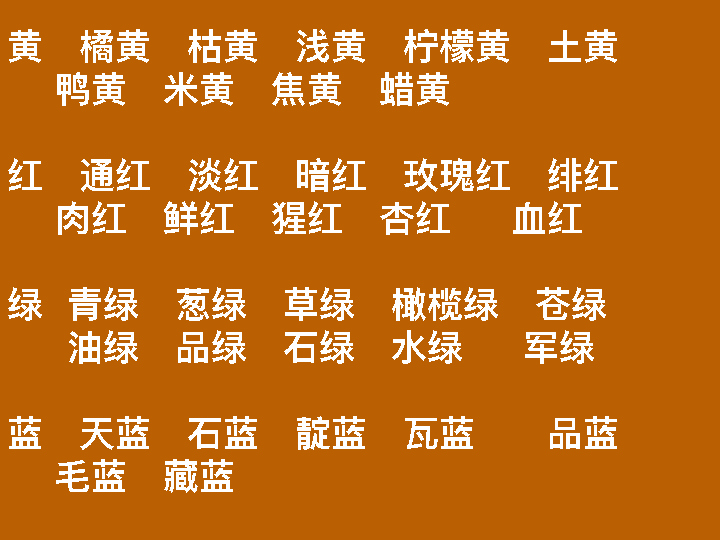 黄 橘黄 枯黄 浅黄 柠檬黄 土黄
鸭黄 米黄 焦黄 蜡黄
红 通红 淡红 暗红 玫瑰红 绯红
肉红 鲜红 猩红 杏红 血红
绿 青绿 葱绿 草绿 橄榄绿 苍绿
油绿 品绿 石绿 水绿 军绿
蓝 天蓝 石蓝 靛蓝 瓦蓝 品蓝
毛蓝 藏蓝